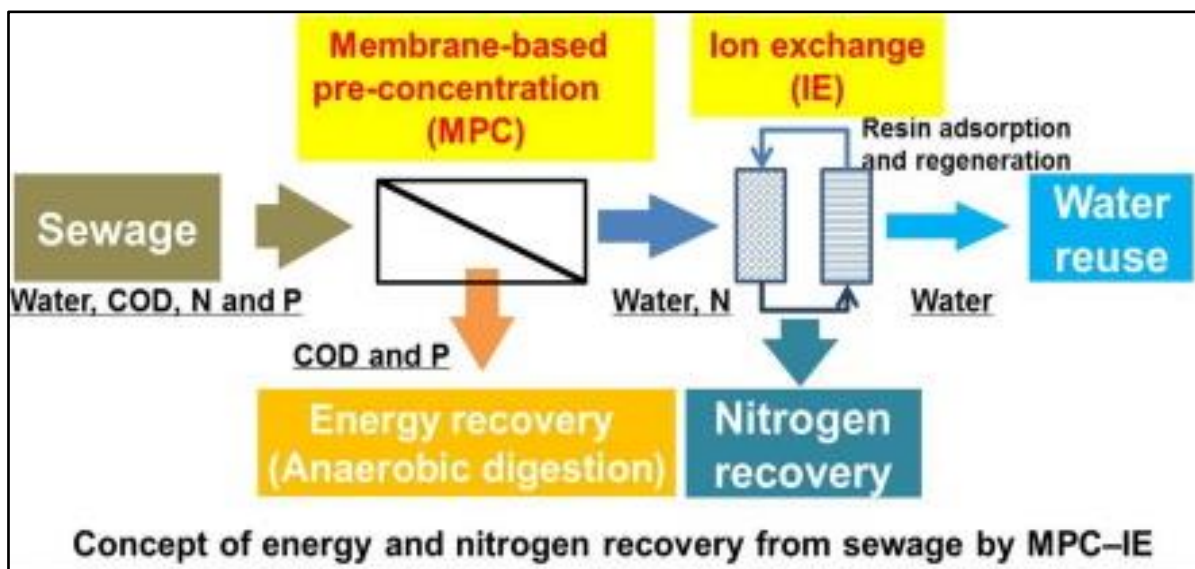 Membrane-based
pre-concentration
(MPC)
Ion exchange
(IE)
Resin adsorption
and regeneration
Sewage
Water, COD, N and P
COD and P
Water, N
Water
Water
reuse
Energy recovery
(Anaerobic digestion)
Nitrogen
recovery
Concept of energy and nitrogen recovery from sewage by MPC–IE